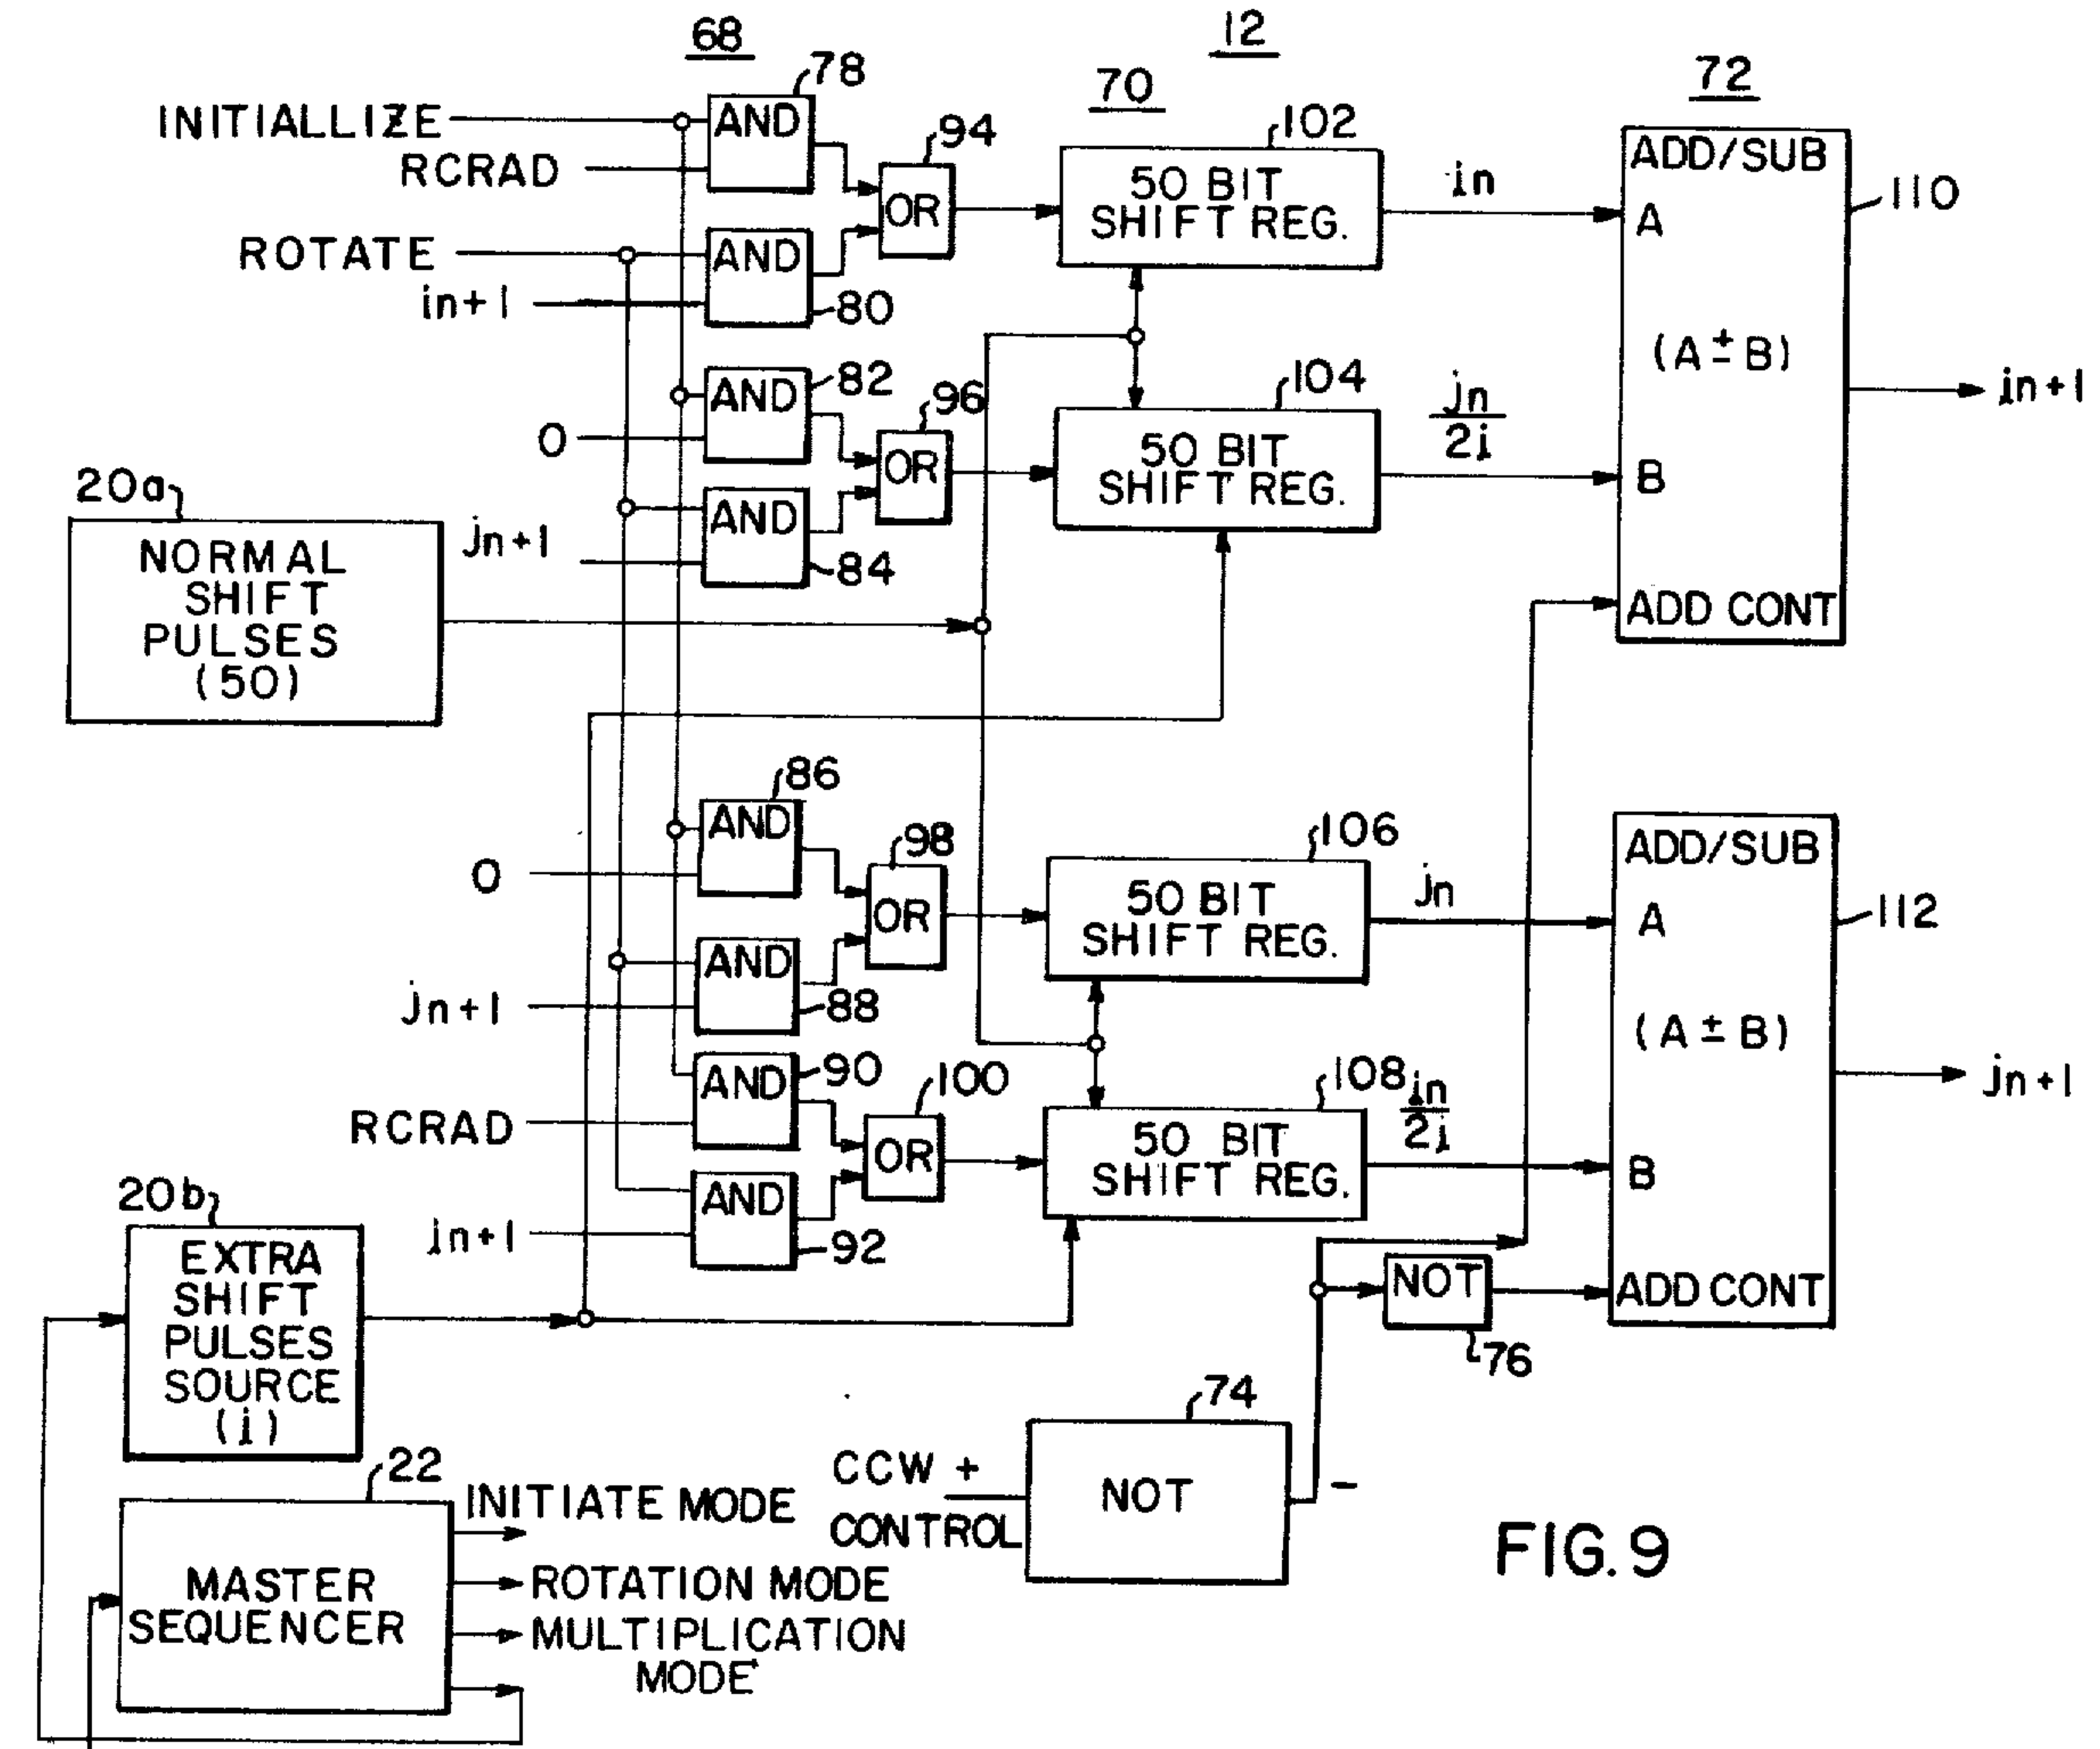 68
12
70
72
78
INITIALLIZE
AND
RCRAD
94
OR
102
50 BIT
SHIFT REG.
in
ADD/SUB
A
110
ROTATE
AND
in+1
80
(A ± B)
in+1
82
AND
0
96
OR
104
50 BIT
SHIFT REG.
jn
2i
B
AND
jn+1
84
ADD CONT
20a
NORMAL
SHIFT
PULSES
(50)
86
AND
0
98
OR
106
50 BIT
SHIFT REG.
jn
ADD/SUB
A
112
AND
jn+1
88
(A ± B)
jn+1
90
AND
RCRAD
100
OR
108
50 BIT
SHIFT REG.
in
2i
B
AND
in+1
92
20b
EXTRA
SHIFT
PULSES
SOURCE
(i)
NOT
76
ADD CONT
74
CCW +
CONTROL
NOT
–
22
MASTER
SEQUENCER
INITIATE MODE
ROTATION MODE
MULTIPLICATION
MODE
FIG. 9